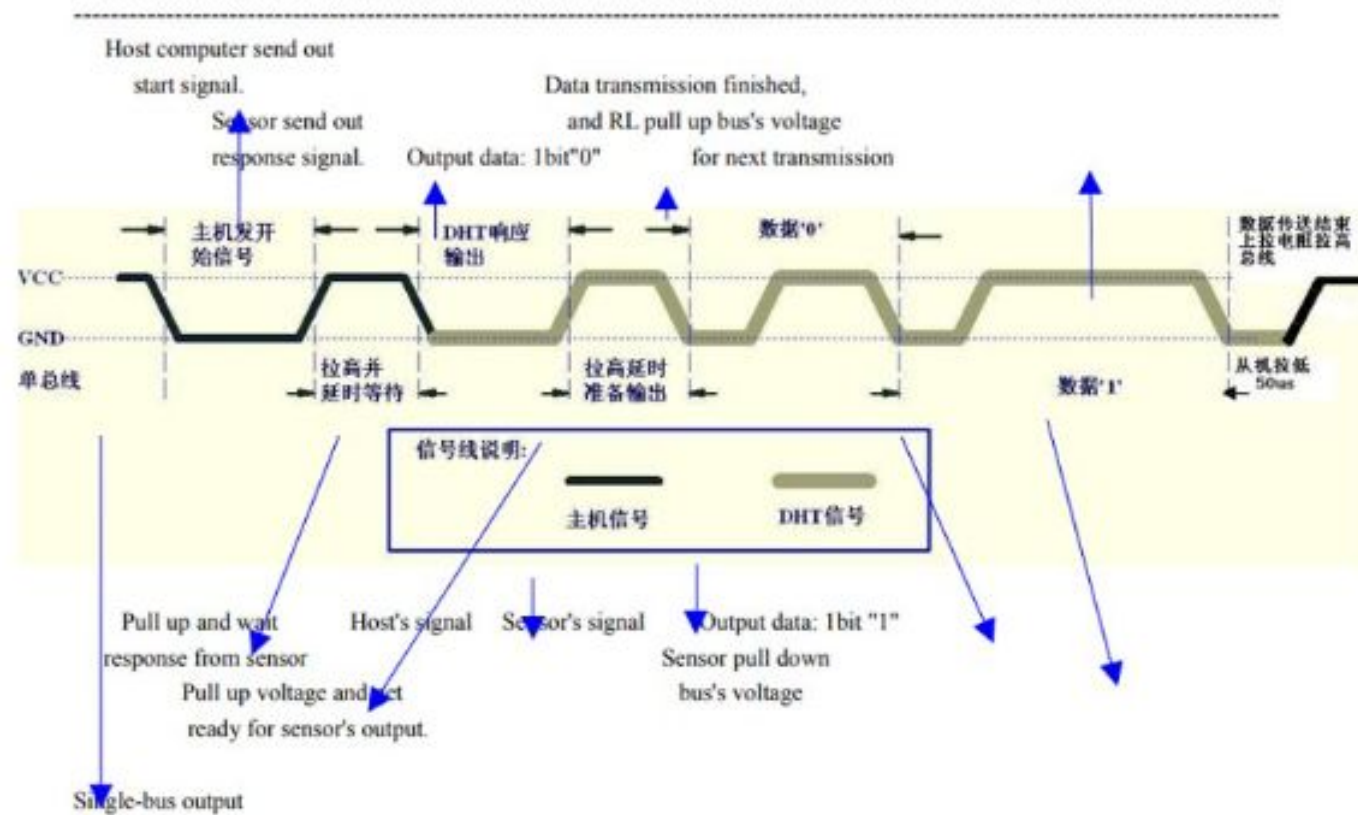 Host computer send out
start signal.
Sensor send out
response signal.
Output data: 1bit"0"
Data transmission finished,
and RL pull up bus's voltage
for next transmission
主机发开
始信号
DHT响应
输出
数据'0'
数据传送结束
上拉电阻拉高
总线
VCC
GND
单总线
拉高并
延时等待
拉高延时
准备输出
数据'1'
从机拉低
50us
信号线说明:
主机信号
DHT信号
Pull up and wait
response from sensor
Host's signal
Sensor's signal
Output data: 1bit "1"
Sensor pull down
bus's voltage
Pull up voltage and get
ready for sensor's output.
Single-bus output